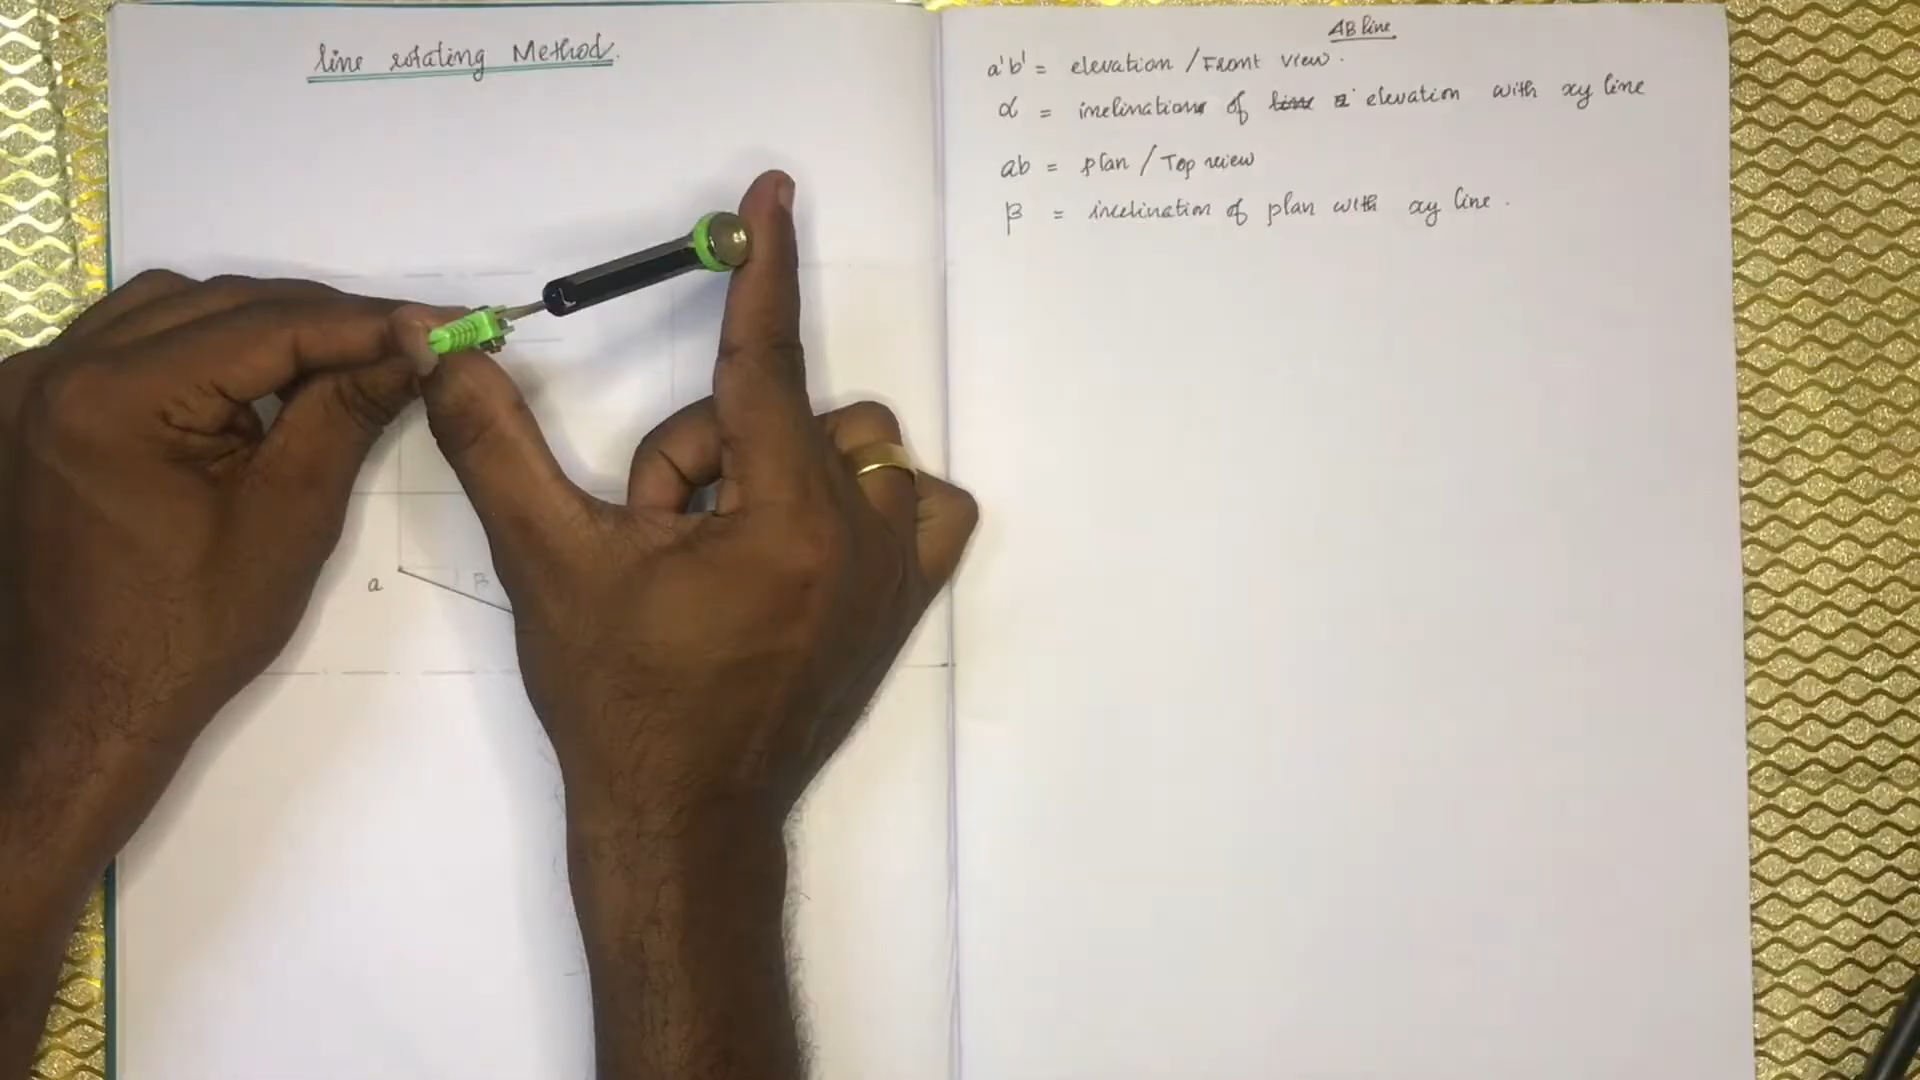 line rotating Method.
a
β
AB line
a'b' = elevation / Front view.
α = inclinations of line a' elevation with xy line
ab = plan / Top view
β = inclination of plan with xy line.